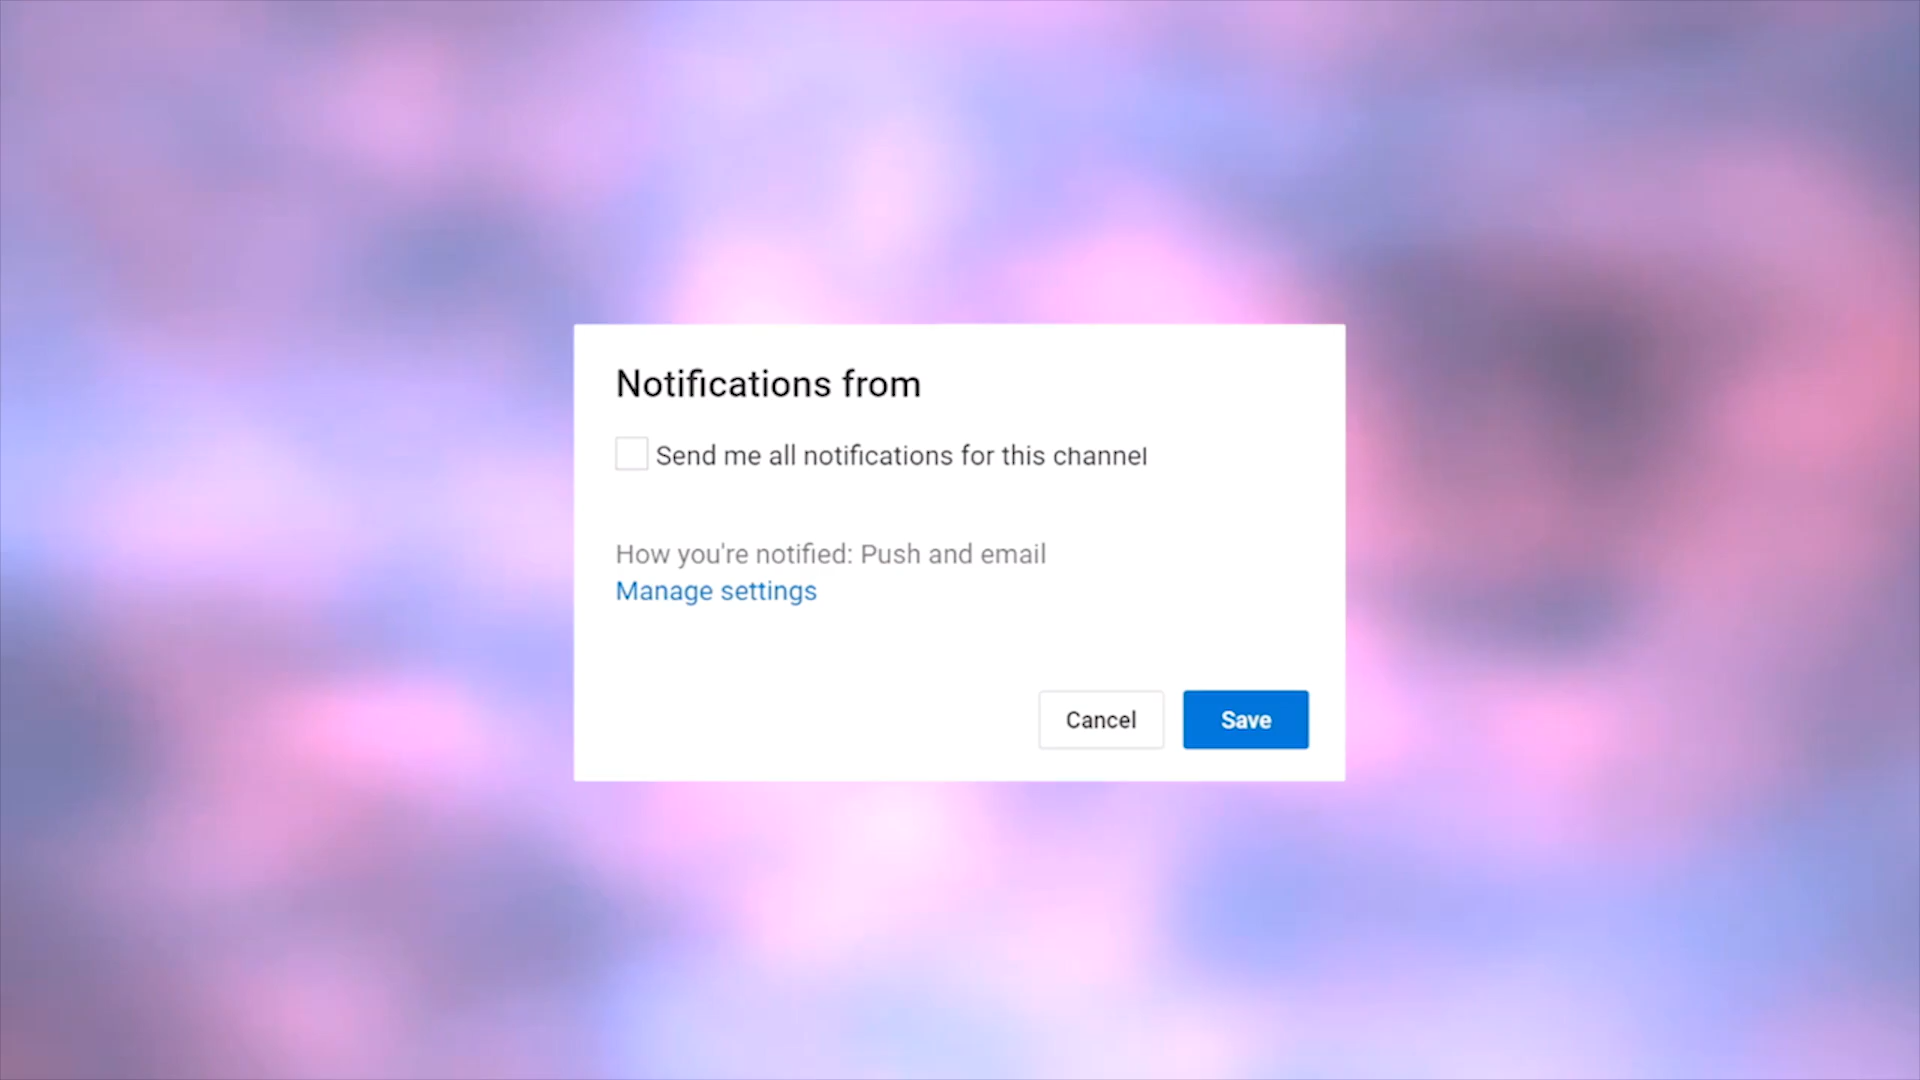 Notifications from
Send me all notifications for this channel
How you're notified: Push and email
Manage settings
Cancel
Save